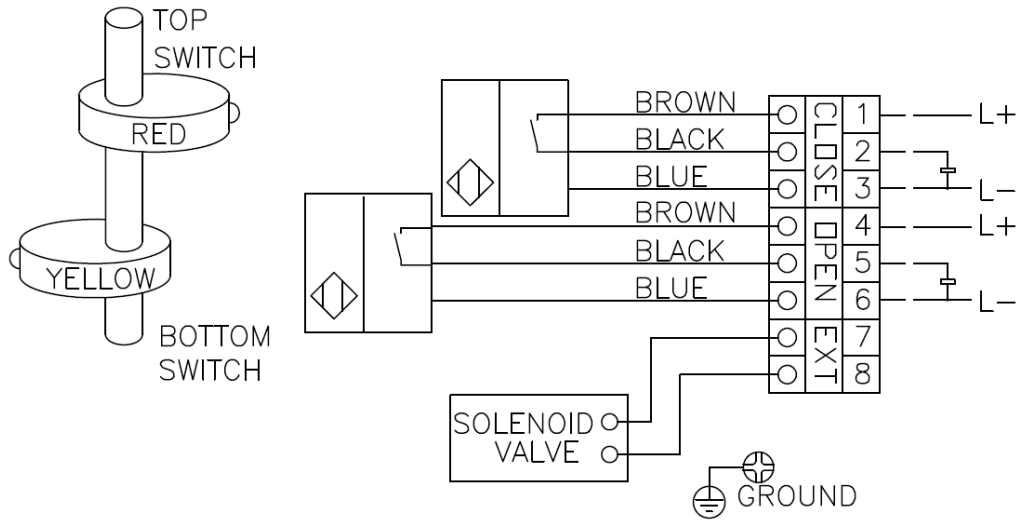 TOP
SWITCH
RED
YELLOW
BOTTOM
SWITCH
BROWN
BLACK
BLUE
BROWN
BLACK
BLUE
CLOSE
OPEN
EXT
1
2
3
4
5
6
7
8
L+
L−
L+
L−
SOLENOID
VALVE
GROUND